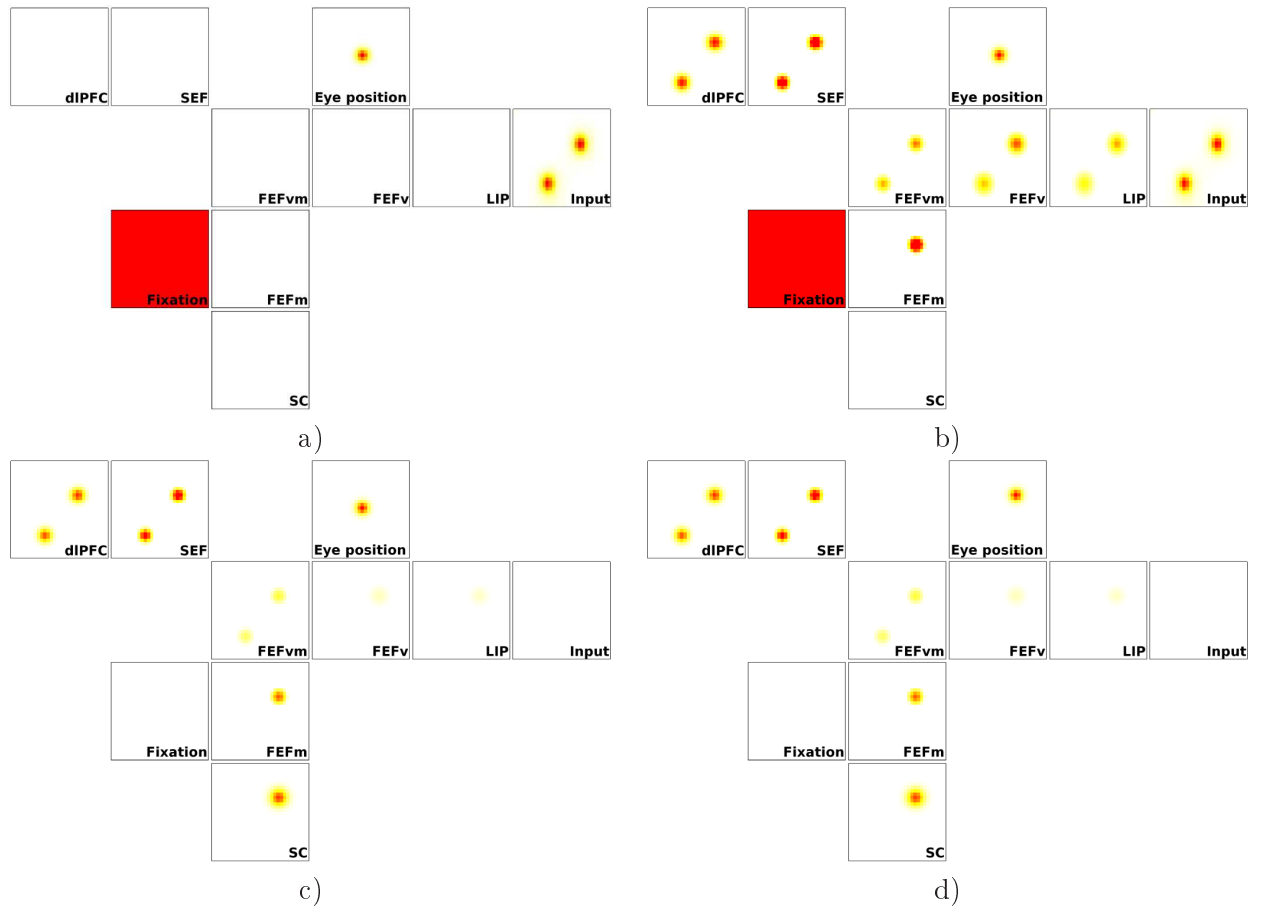 dlPFC SEF Eye position dlPFC SEF Eye position
FEFvm FEFv LIP Input FEFvm FEFv LIP Input
Fixation FEFm Fixation FEFm
SC SC
a) b)
dlPFC SEF Eye position dlPFC SEF Eye position
FEFvm FEFv LIP Input FEFvm FEFv LIP Input
Fixation FEFm Fixation FEFm
SC SC
c) d)